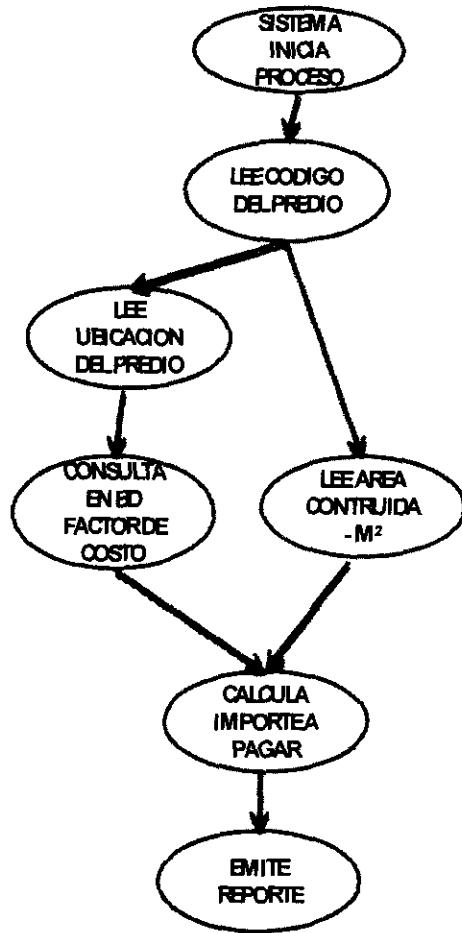 SISTEMA
INICIA
PROCESO
LEE CODIGO
DEL PREDIO
LEE
UBICACION
DEL PREDIO
CONSULTA
EN BD
FACTOR DE
COSTO
LEE AREA
CONTRUIDA
- M²
CALCULA
IMPORTE A
PAGAR
EMITE
REPORTE